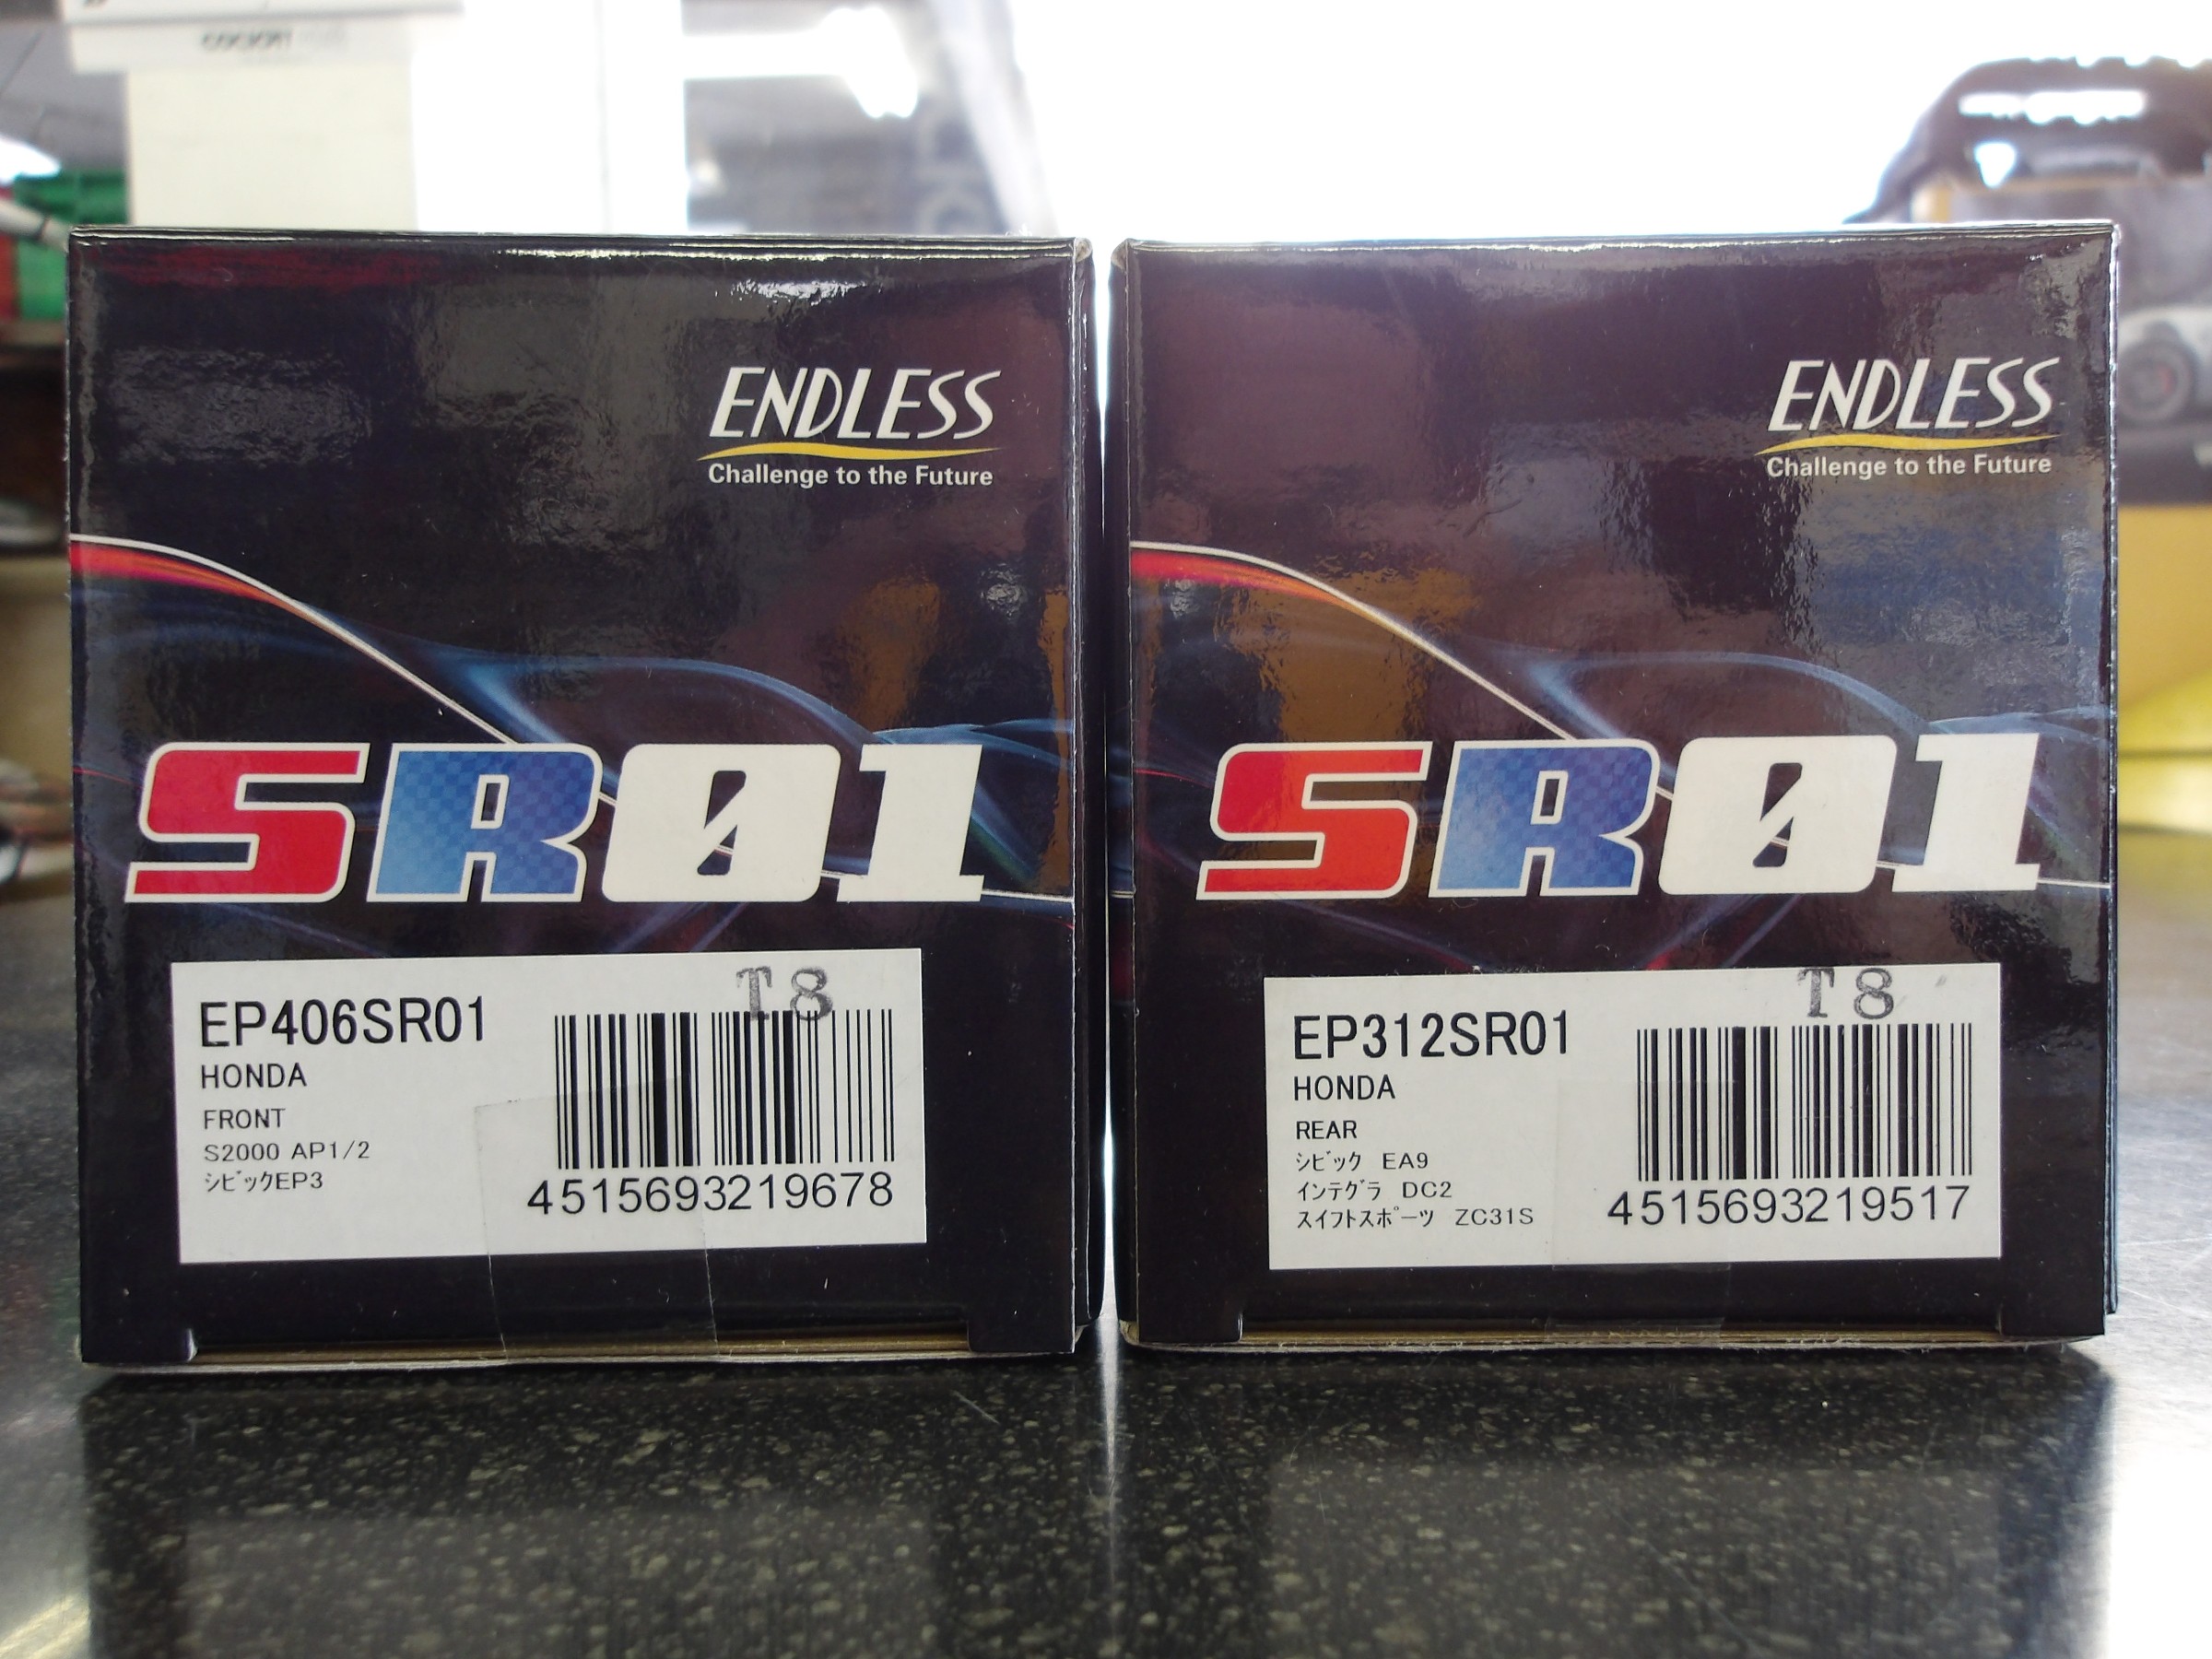 ENDLESS
Challenge to the Future
SR01
T8
EP406SR01
HONDA
FRONT
S2000 AP1/2
シビックEP3
4515693219678
ENDLESS
Challenge to the Future
SR01
T8
EP312SR01
HONDA
REAR
シビック EA9
インテグラ DC2
スイフトスポーツ ZC31S
4515693219517